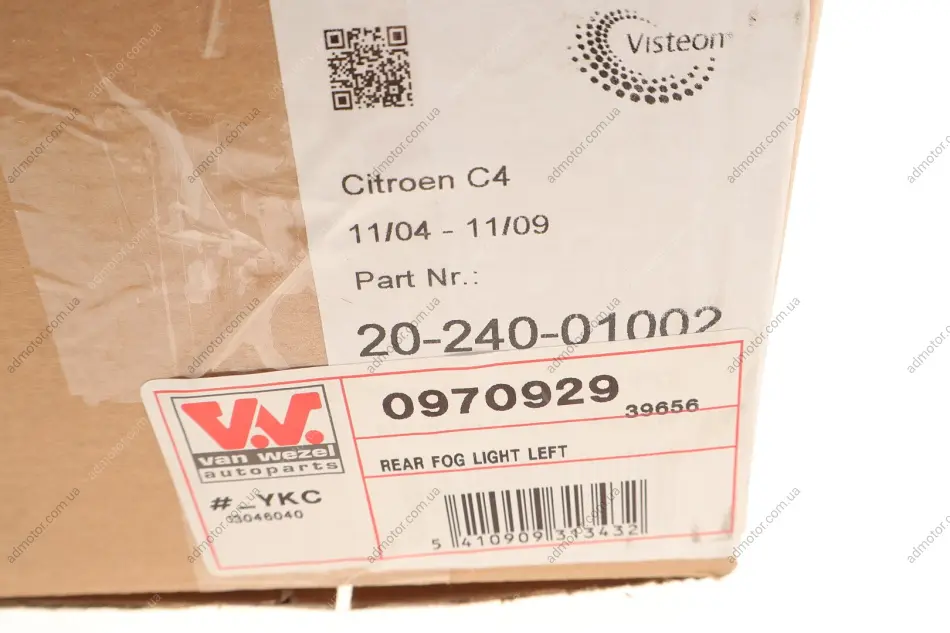 Visteon
Citroen C4
11/04 - 11/09
Part Nr.:
20-240-01002
0970929 39656
van wezel
autoparts
REAR FOG LIGHT LEFT
#_YKC
03046040
5 410909 313432
admotor.com.ua